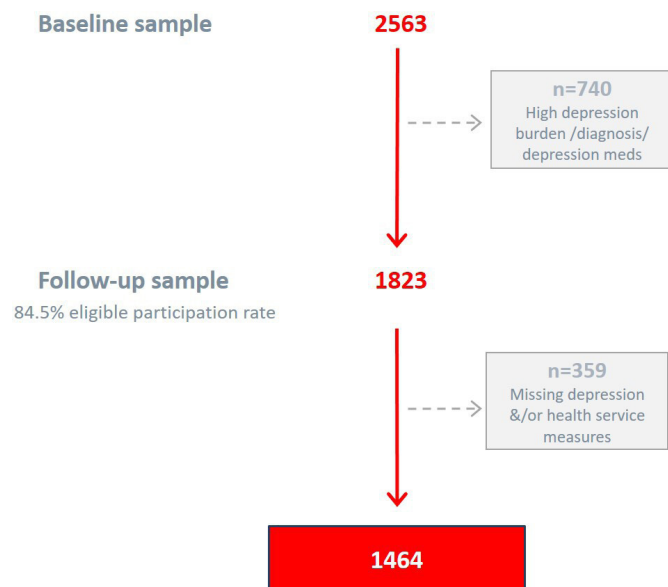 Baseline sample
2563
n=740
High depression
burden /diagnosis/
depression meds
Follow-up sample
1823
84.5% eligible participation rate
n=359
Missing depression
&/or health service
measures
1464